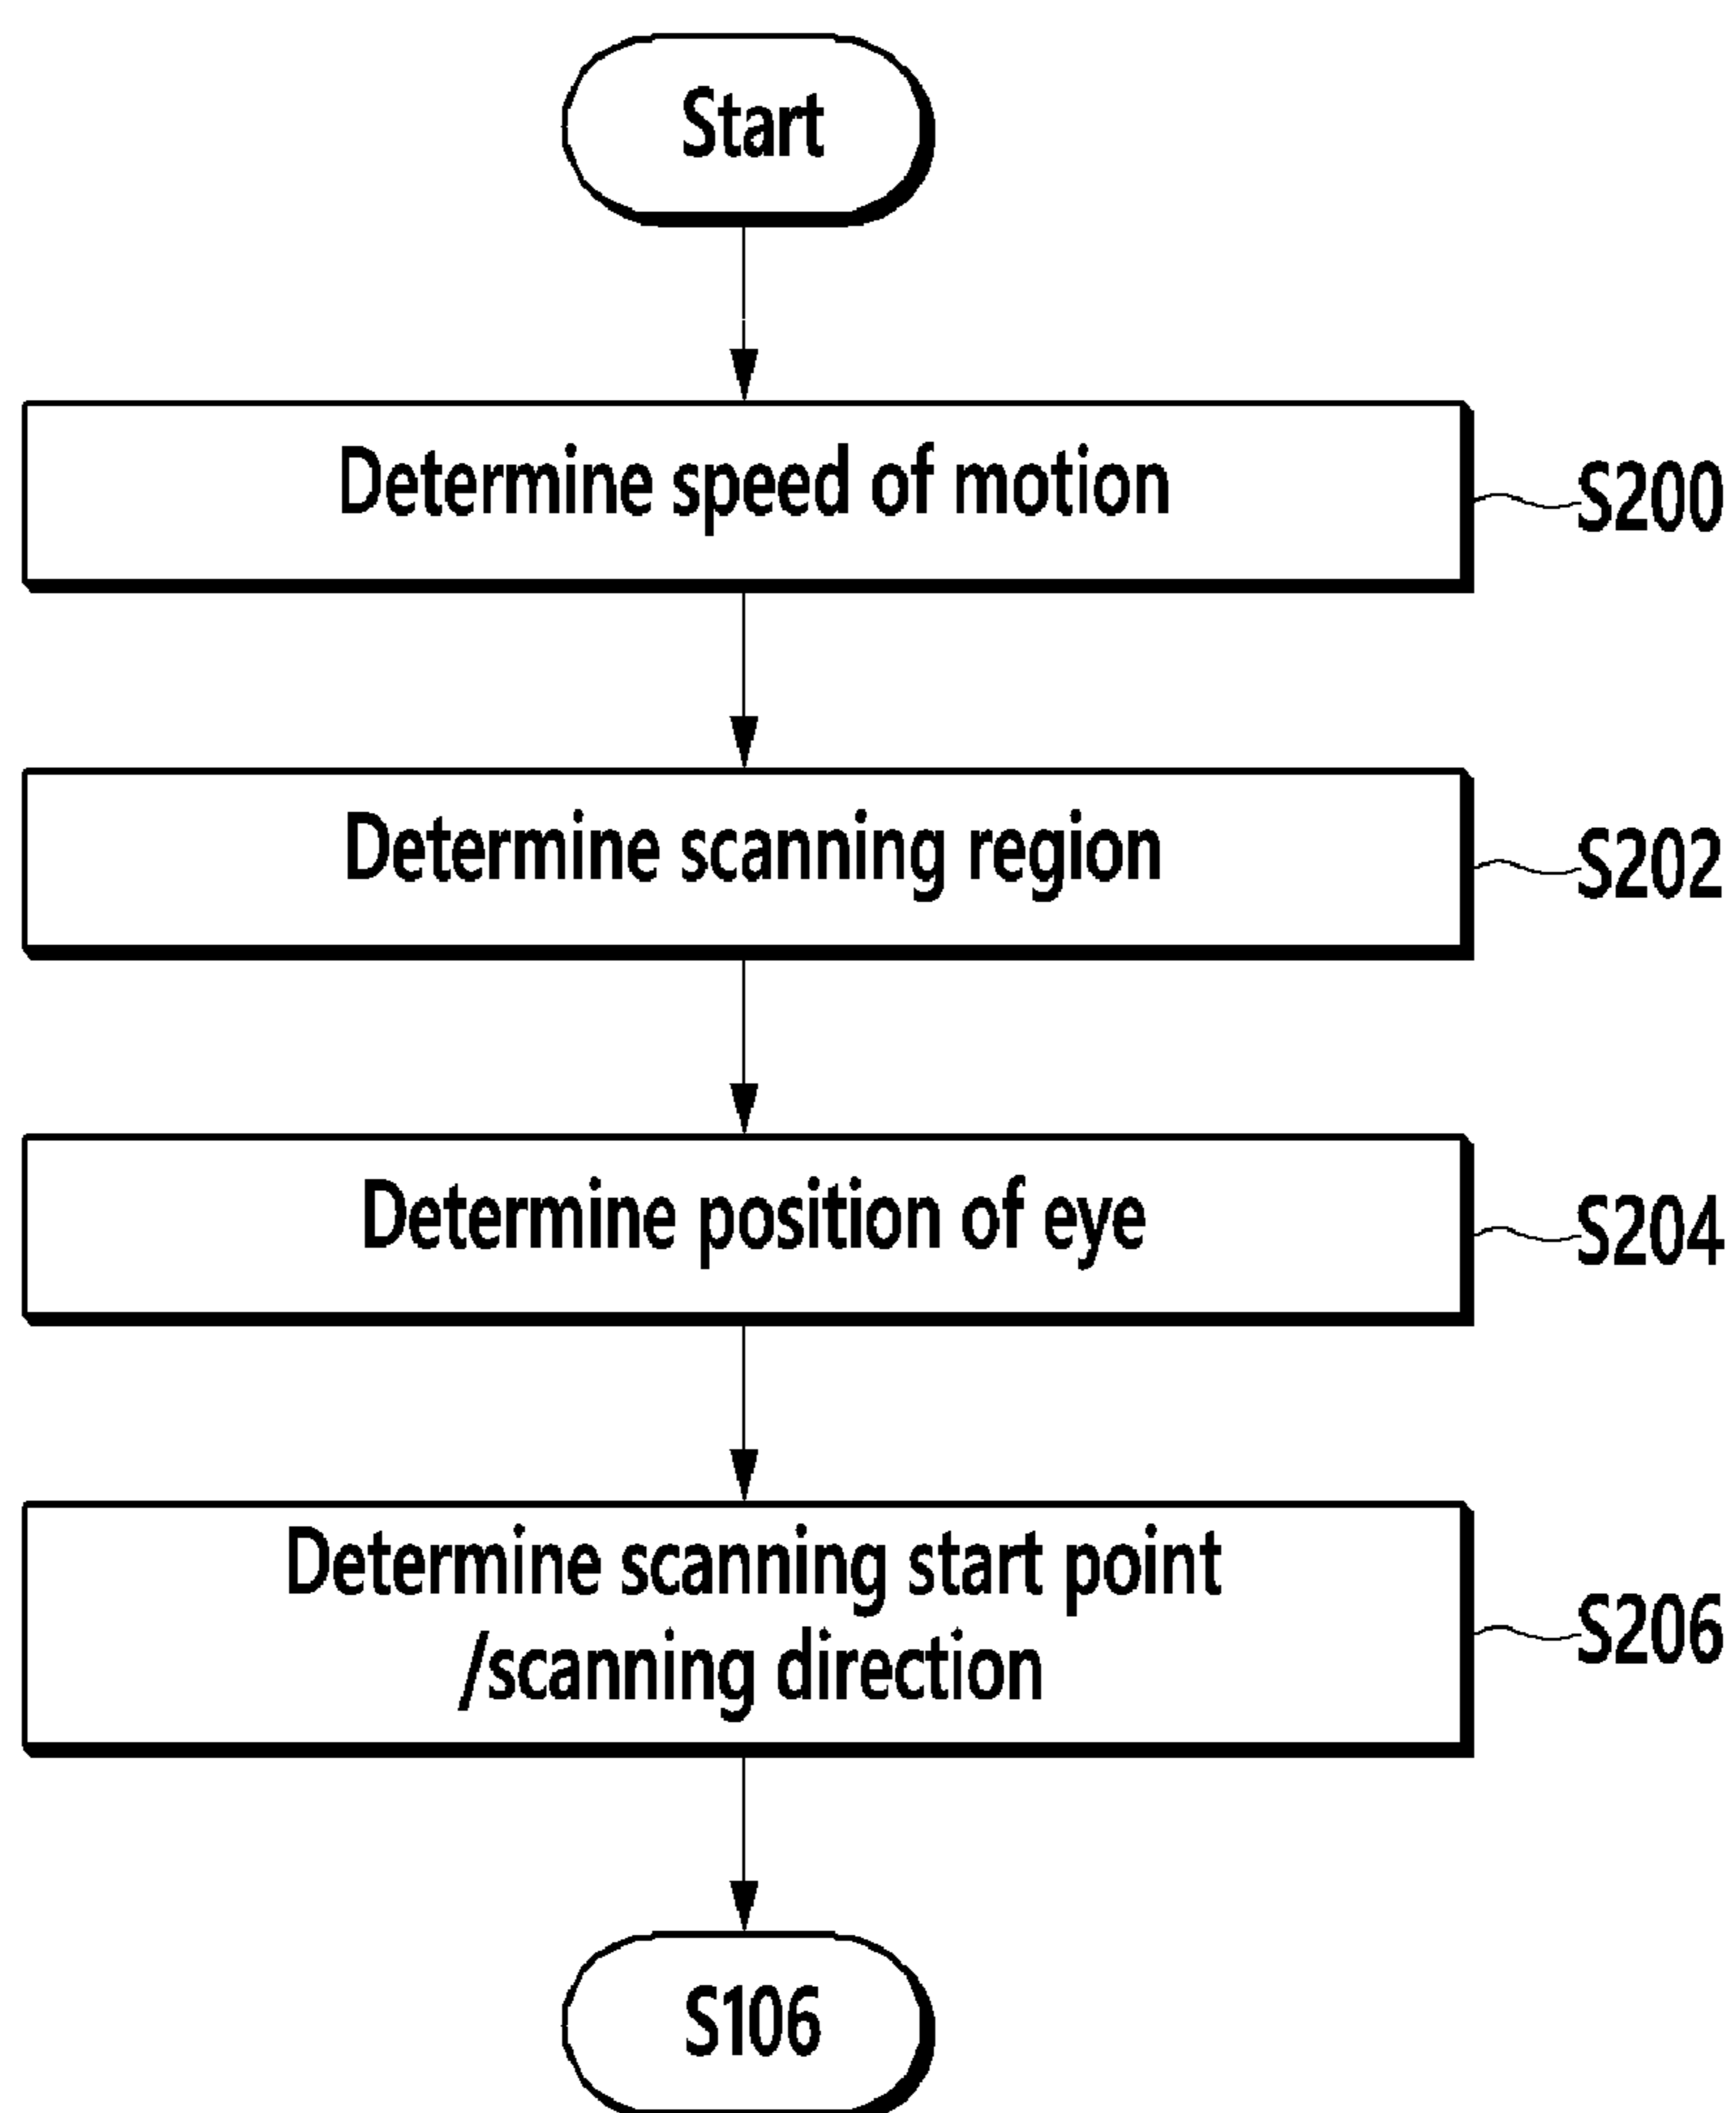 Start
Determine speed of motion
S200
Determine scanning region
S202
Determine position of eye
S204
Determine scanning start point
/scanning direction
S206
S106